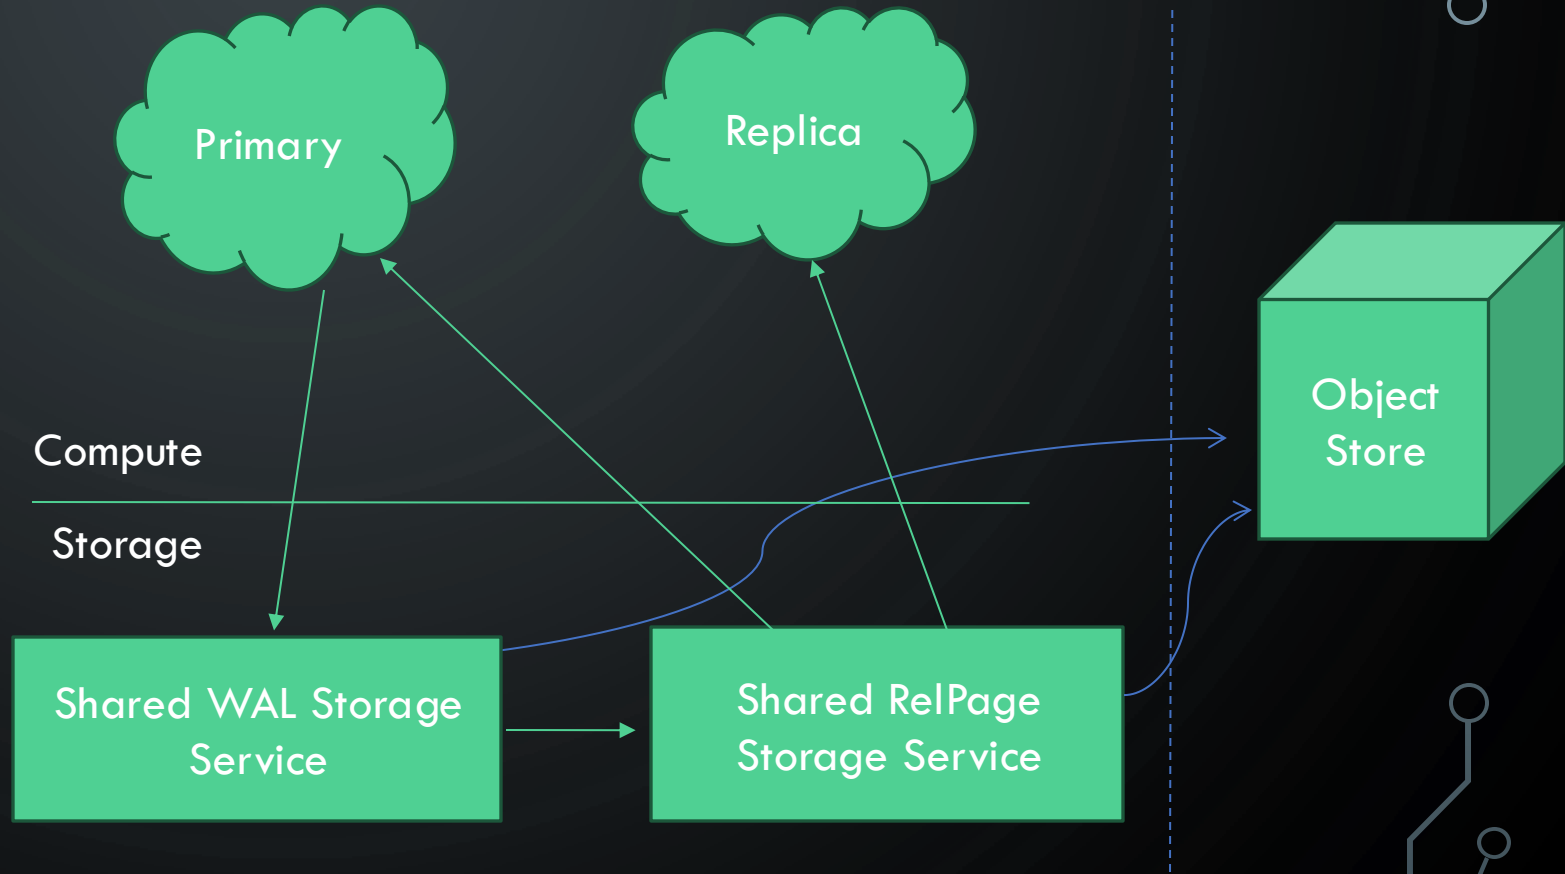 Primary
Replica
Object
Store
Compute
Storage
Shared WAL Storage
Service
Shared RelPage
Storage Service